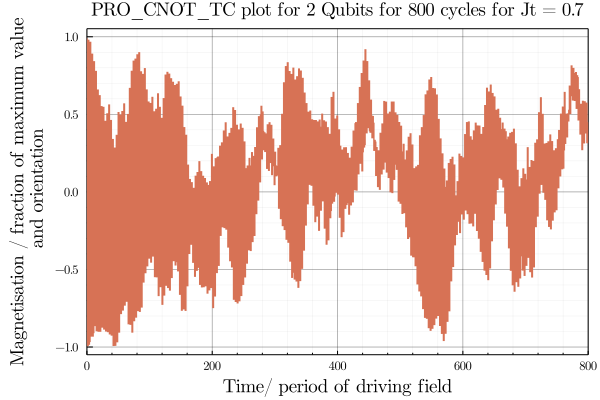 PRO_CNOT_TC plot for 2 Qubits for 800 cycles for Jt = 0.7
Magnetisation / fraction of maximum value
and orientation
1.0
0.5
0.0
−0.5
−1.0
0
200
400
600
800
Time/ period of driving field